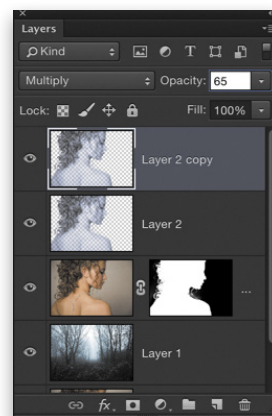 Layers
Kind T
Multiply Opacity: 65
Lock: Fill: 100%
Layer 2 copy
Layer 2
...
Layer 1
fx.